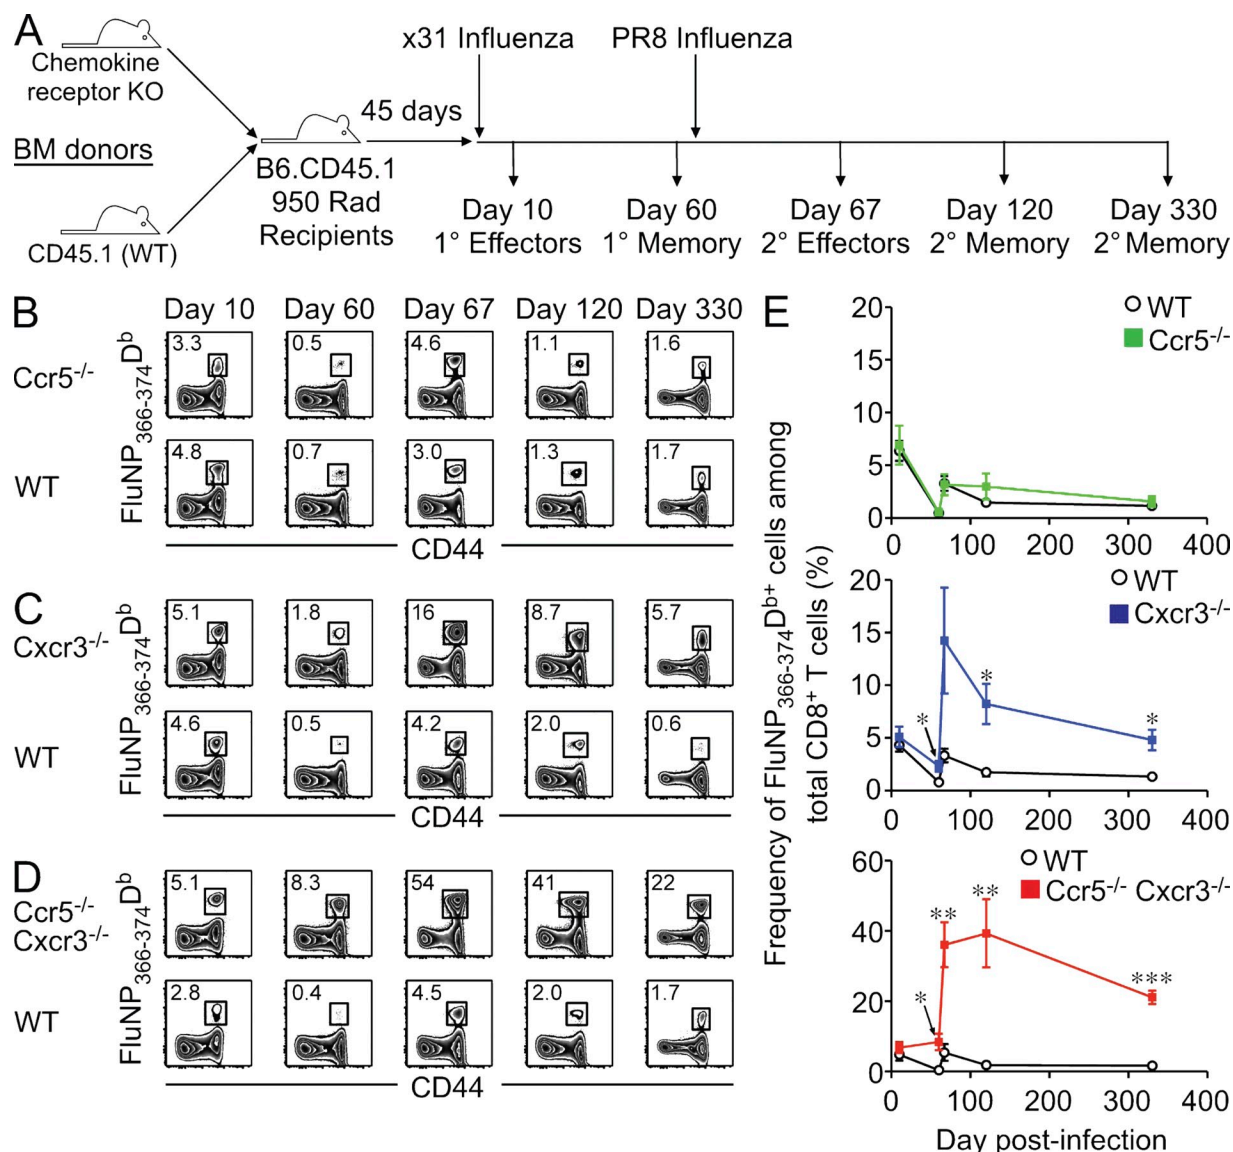 A
Chemokine
receptor KO
BM donors
CD45.1 (WT)
B6.CD45.1
950 Rad
Recipients
45 days
x31 Influenza
PR8 Influenza
Day 10
1° Effectors
Day 60
1° Memory
Day 67
2° Effectors
Day 120
2° Memory
Day 330
2° Memory
B
Day 10 Day 60 Day 67 Day 120 Day 330
Ccr5-/-
3.3 0.5 4.6 1.1 1.6
WT
4.8 0.7 3.0 1.3 1.7
FluNP366-374Db
CD44
C
Cxcr3-/-
5.1 1.8 16 8.7 5.7
WT
4.6 0.5 4.2 2.0 0.6
FluNP366-374Db
CD44
D
Ccr5-/-
Cxcr3-/-
5.1 8.3 54 41 22
WT
2.8 0.4 4.5 2.0 1.7
FluNP366-374Db
CD44
E
Frequency of FluNP366-374Db+ cells among
total CD8+ T cells (%)
WT
Ccr5-/-
20
15
10
5
0
0 100 200 300 400
WT
Cxcr3-/-
20
15
10
5
0
* * *
0 100 200 300 400
WT
Ccr5-/- Cxcr3-/-
60
40
20
0
* ** ** ***
0 100 200 300 400
Day post-infection